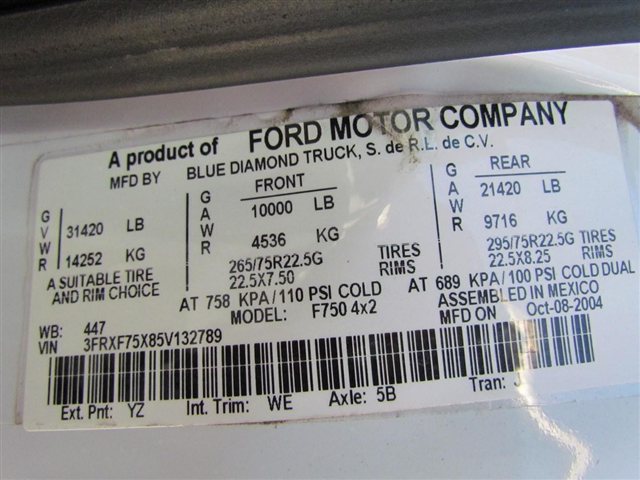 A product of FORD MOTOR COMPANY
MFD BY BLUE DIAMOND TRUCK, S. de R.L. de C.V.
GVWR 31420 LB
14252 KG
A SUITABLE TIRE
AND RIM CHOICE
FRONT
GAWR 10000 LB
4536 KG
265/75R22.5G TIRES
22.5X7.50 RIMS
AT 758 KPA/110 PSI COLD
REAR
GAWR 21420 LB
9716 KG
295/75R22.5G TIRES
22.5X8.25 RIMS
AT 689 KPA/100 PSI COLD DUAL
MODEL: F750 4x2
ASSEMBLED IN MEXICO
MFD ON Oct-08-2004
WB: 447
VIN 3FRXF75X85V132789
Ext. Pnt: YZ Int. Trim: WE Axle: 5B Tran: J